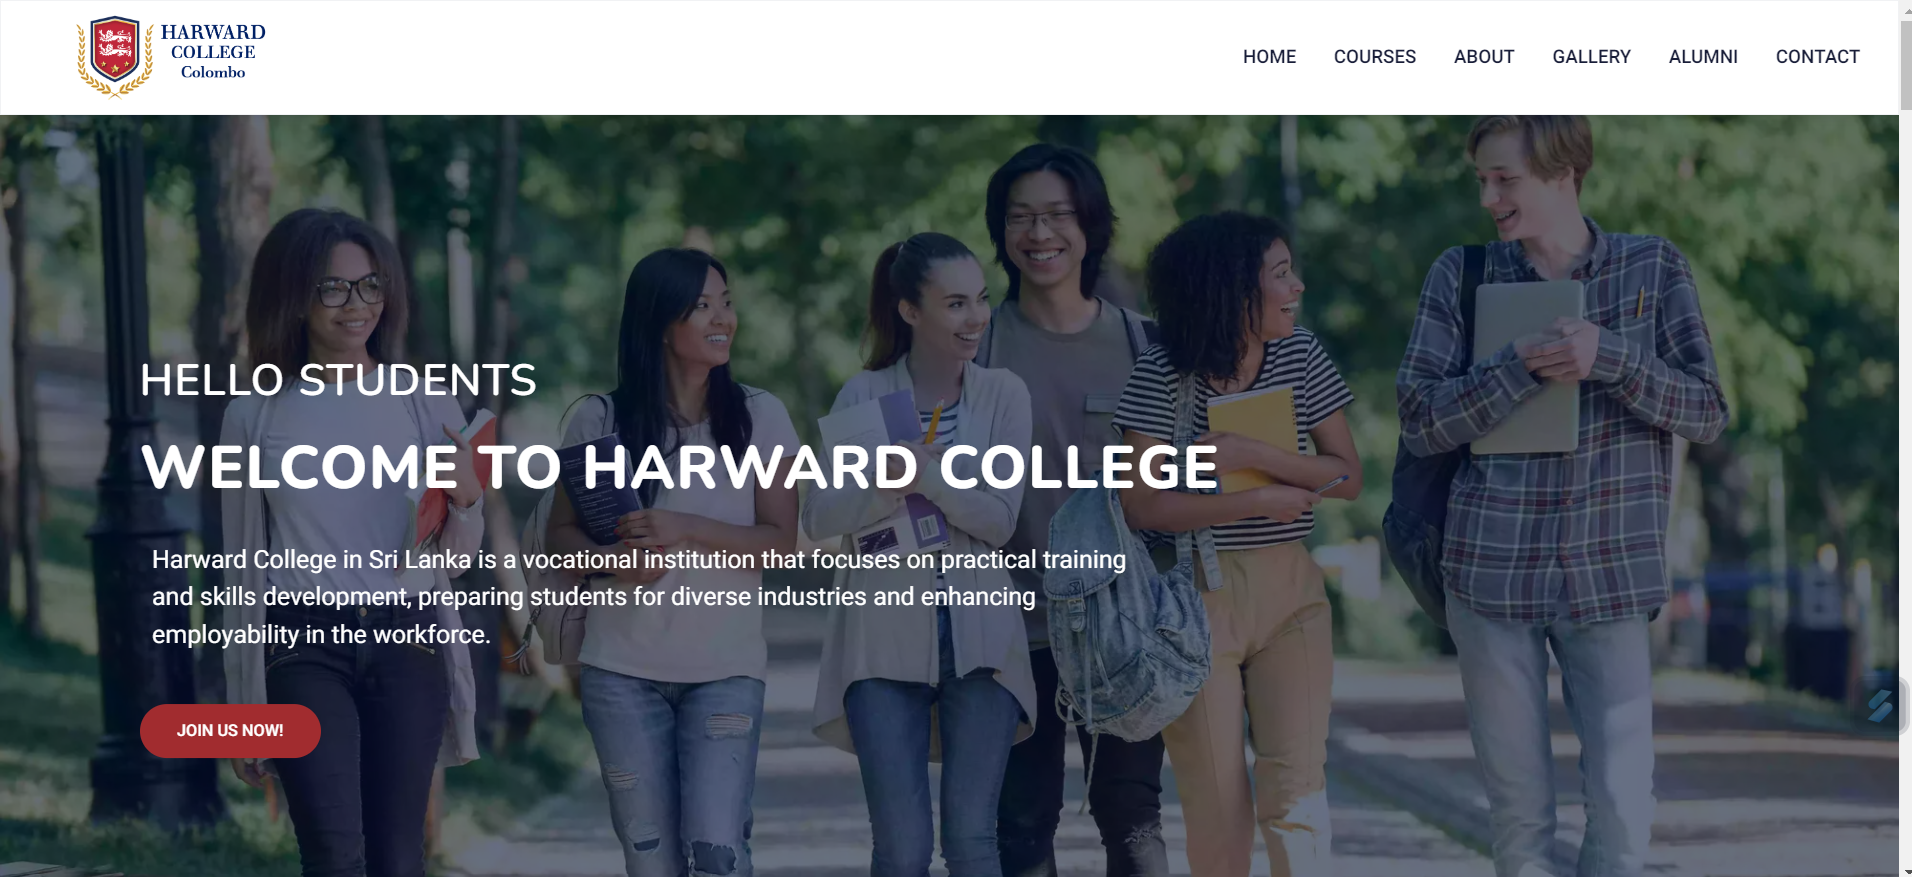 HARWARD
COLLEGE
Colombo
HOME COURSES ABOUT GALLERY ALUMNI CONTACT
HELLO STUDENTS
WELCOME TO HARWARD COLLEGE
Harward College in Sri Lanka is a vocational institution that focuses on practical training
and skills development, preparing students for diverse industries and enhancing
employability in the workforce.
JOIN US NOW!